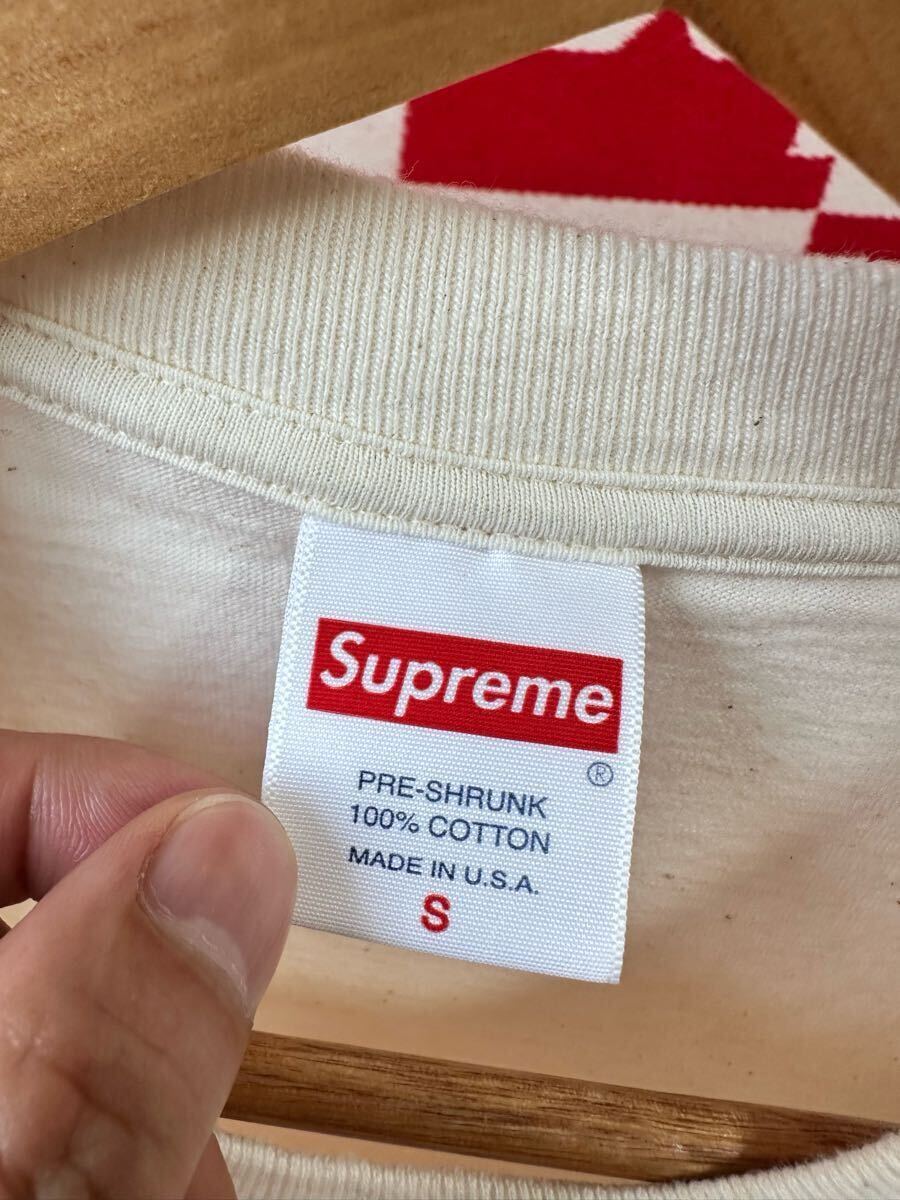 Supreme
®
PRE-SHRUNK
100% COTTON
MADE IN U.S.A.
S